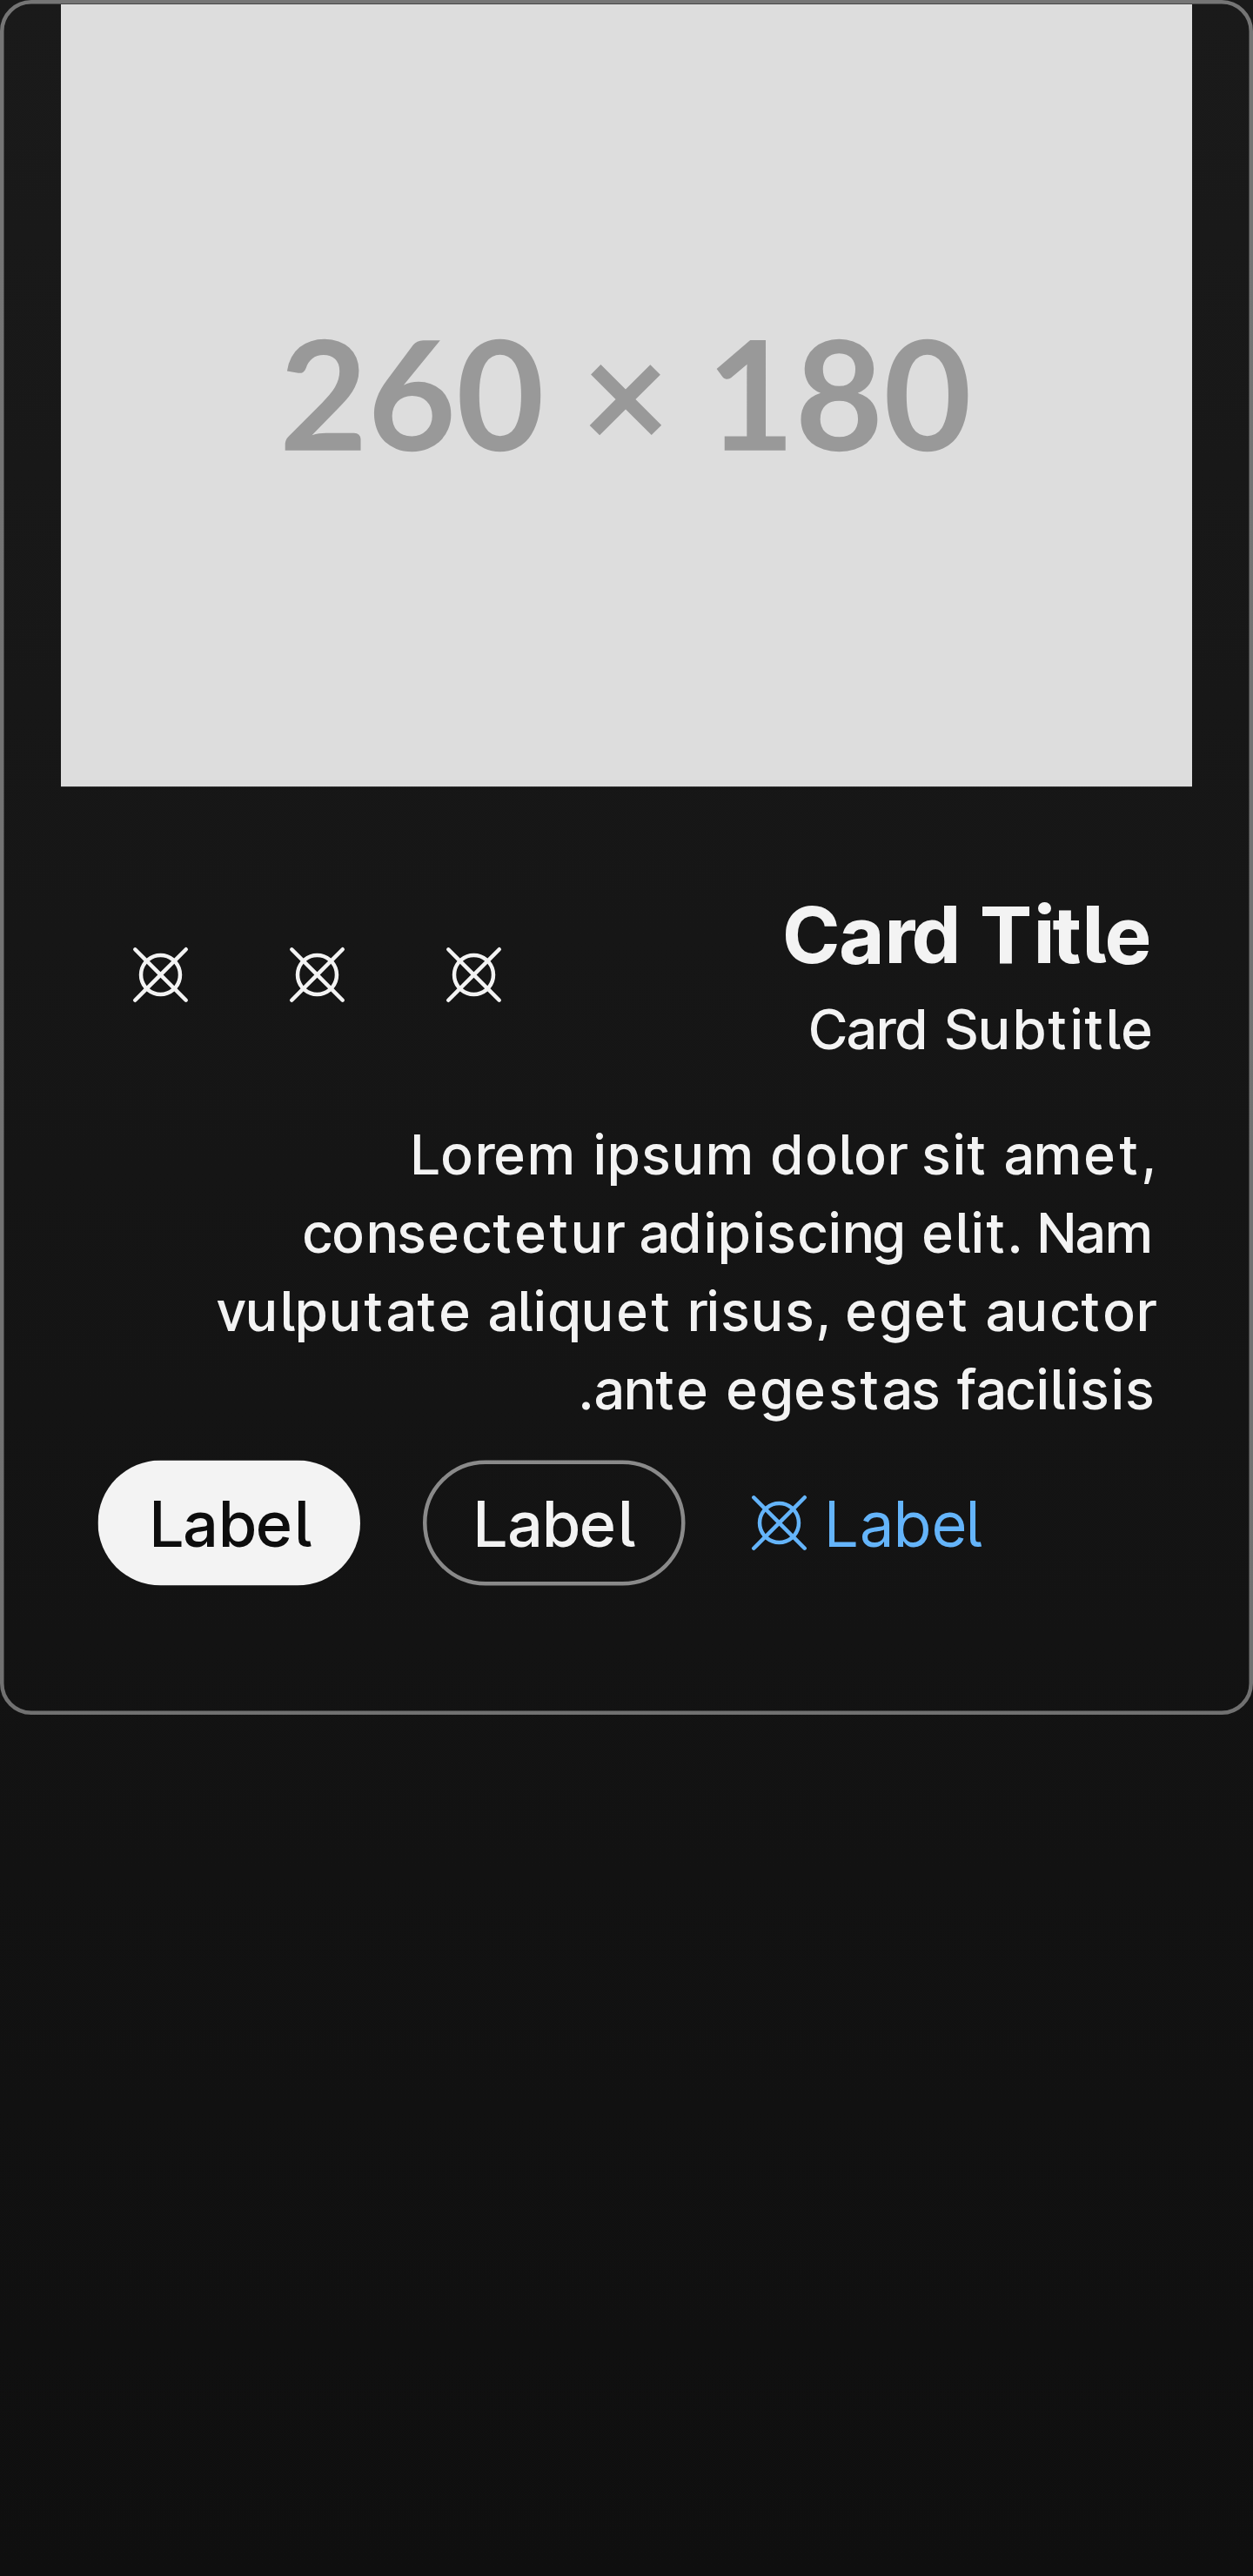 260 × 180
Card Title
Card Subtitle
Lorem ipsum dolor sit amet,
consectetur adipiscing elit. Nam
vulputate aliquet risus, eget auctor
.ante egestas facilisis
Label
Label
Label